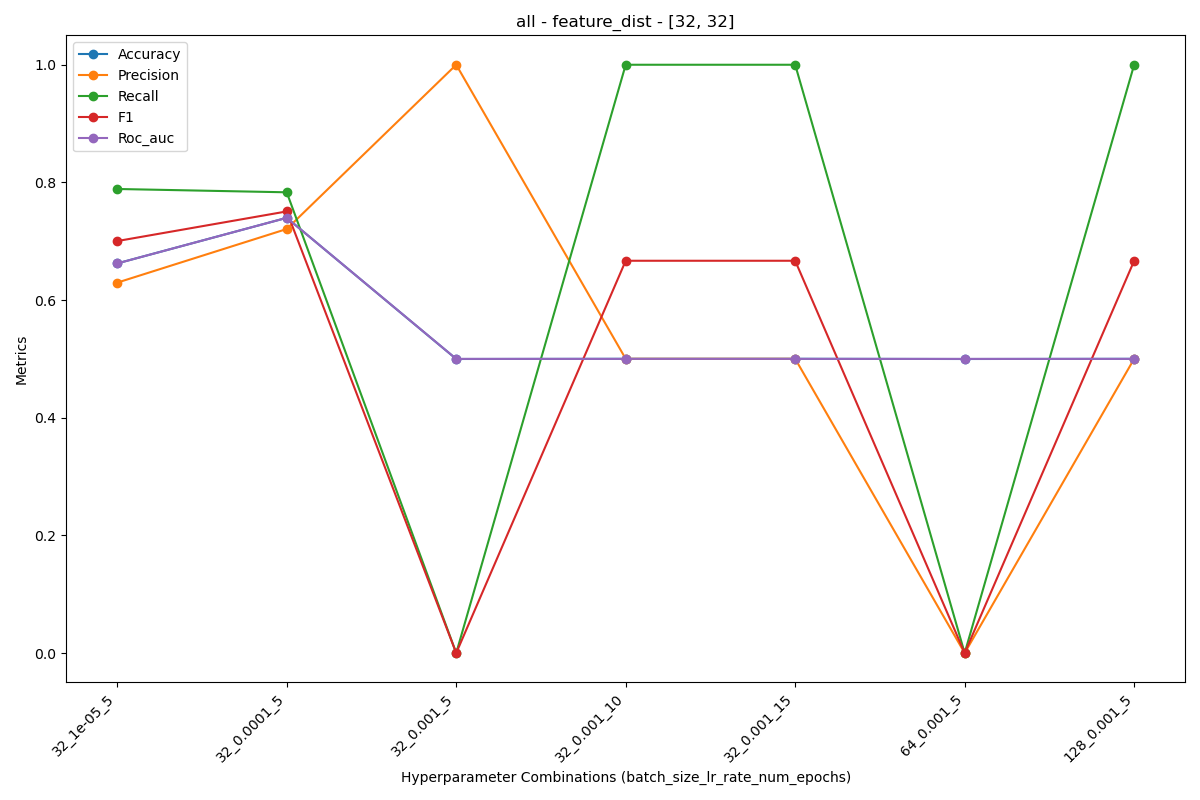 all - feature_dist - [32, 32]
Accuracy
Precision
Recall
F1
Roc_auc
Metrics
1.0
0.8
0.6
0.4
0.2
0.0
32_1e-05_5
32_0.0001_5
32_0.001_5
32_0.001_10
32_0.001_15
64_0.001_5
128_0.001_5
Hyperparameter Combinations (batch_size_lr_rate_num_epochs)